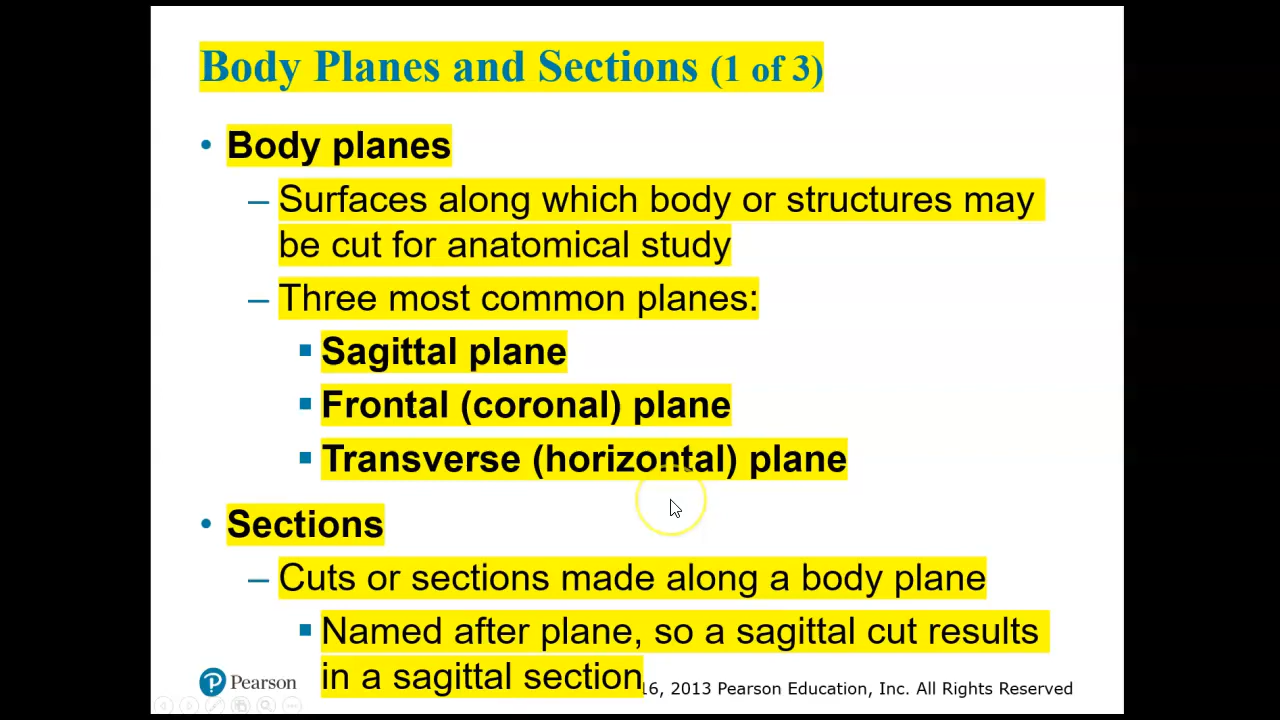 Body Planes and Sections (1 of 3)
• Body planes
– Surfaces along which body or structures may
be cut for anatomical study
– Three most common planes:
▪ Sagittal plane
▪ Frontal (coronal) plane
▪ Transverse (horizontal) plane
• Sections
– Cuts or sections made along a body plane
▪ Named after plane, so a sagittal cut results
in a sagittal section
P Pearson
16, 2013 Pearson Education, Inc. All Rights Reserved